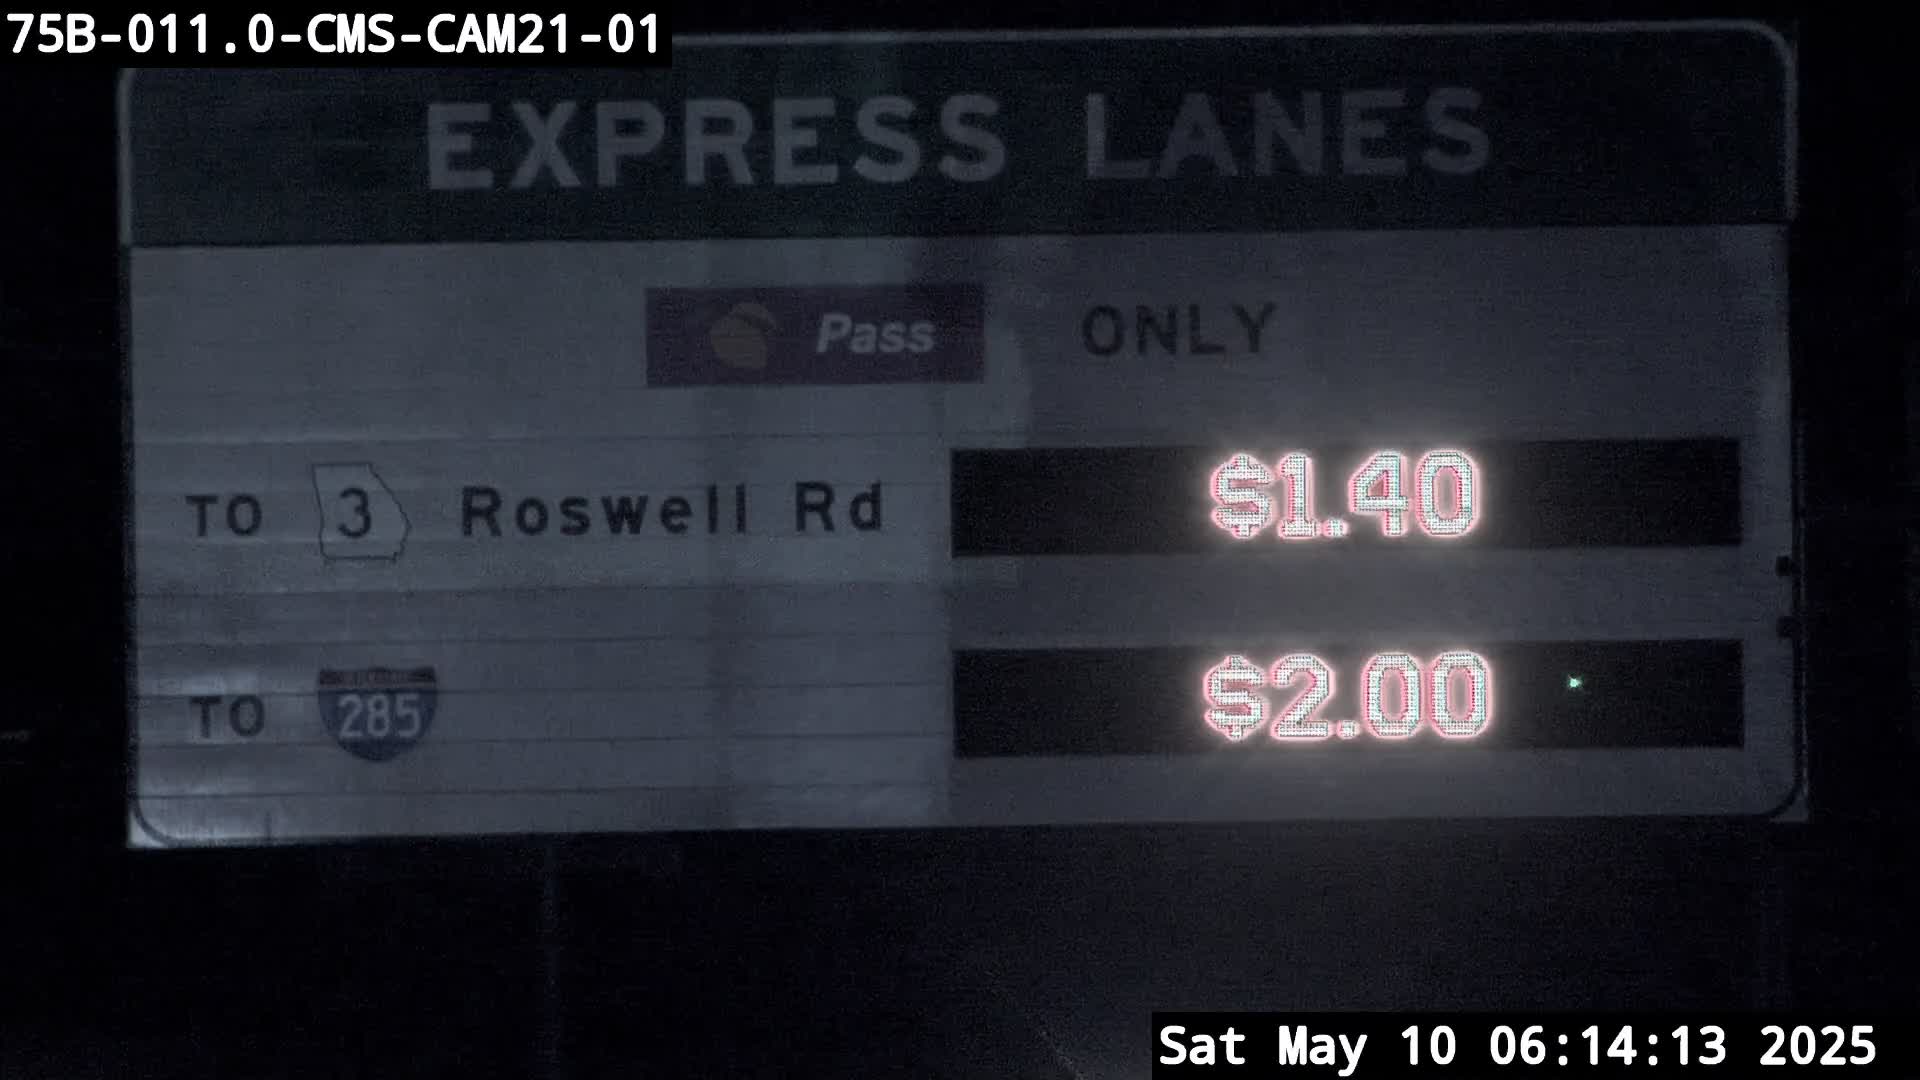 75B-011.0-CMS-CAM21-01
EXPRESS LANES
Pass ONLY
TO 3 Roswell Rd $1.40
TO 285 $2.00
Sat May 10 06:14:13 2025